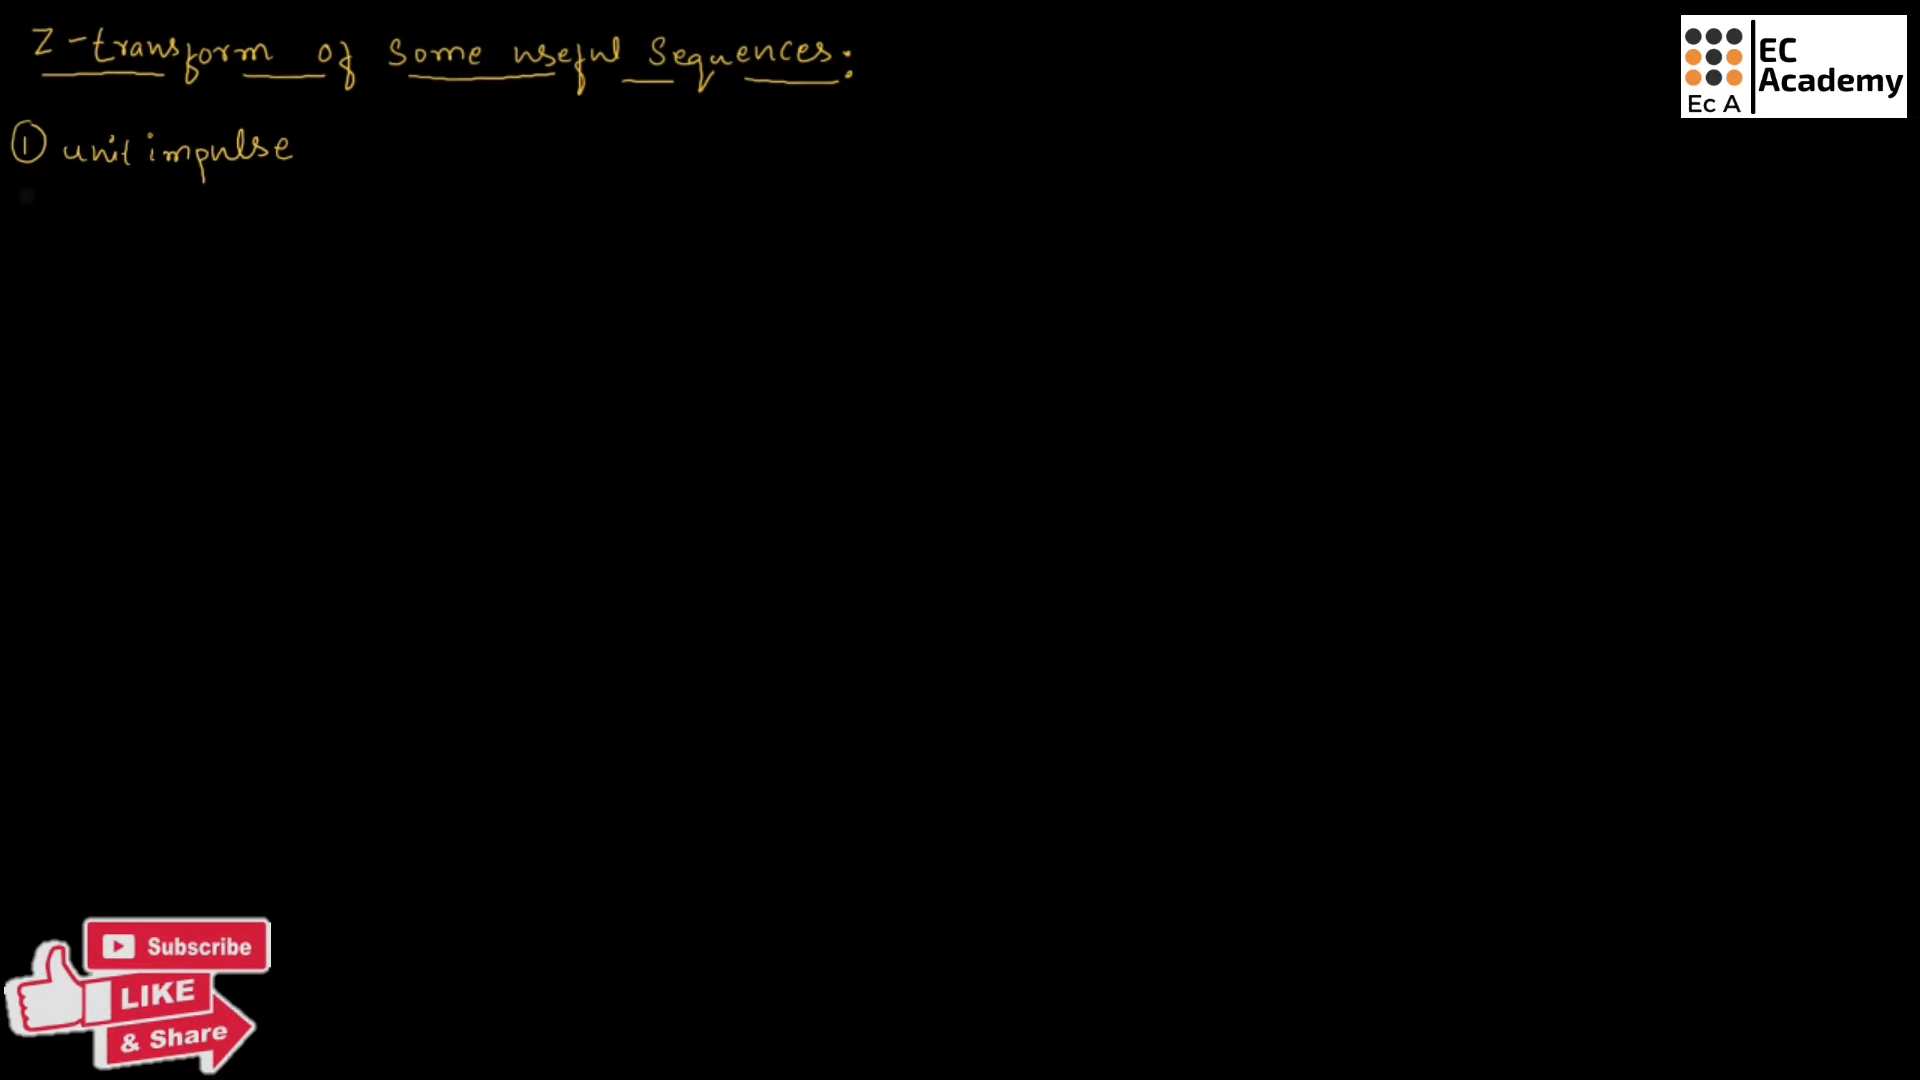 Z-transform of Some useful Sequences:
① unit impulse
EC
Academy
Ec A
Subscribe
LIKE
& Share